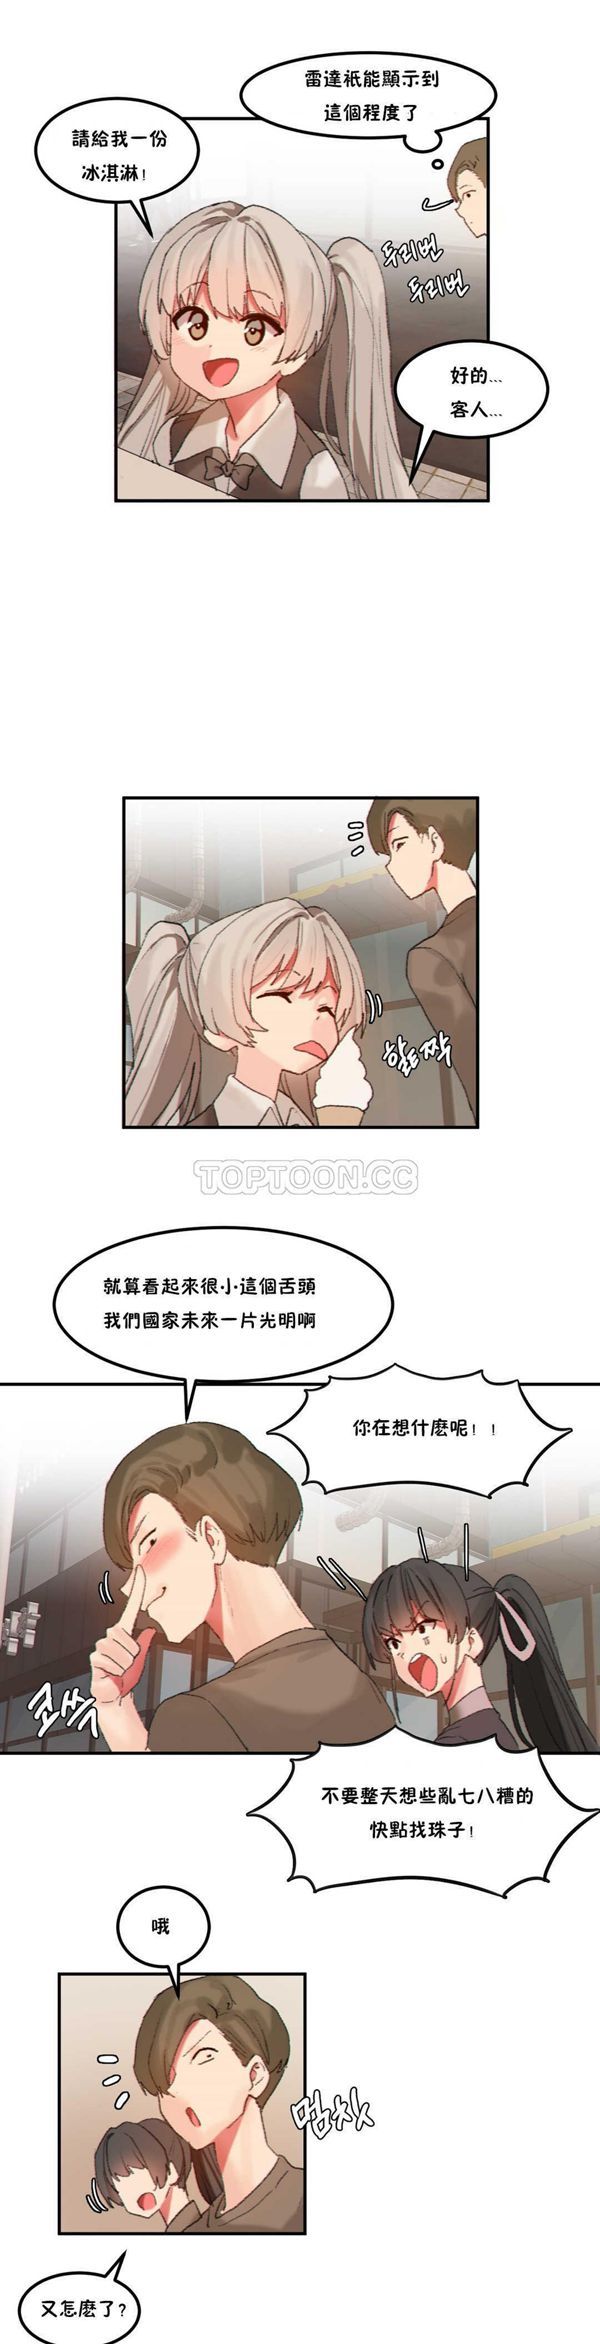 雷達祇能顯示到
這個程度了
請給我一份
冰淇淋!
두리번
두리번
好的...
客人...
할짝
TOPTOON.CC
就算看起來很小這個舌頭
我們國家未來一片光明啊
你在想什麽呢!!
코쓱
不要整天想些亂七八糟的
快點找珠子!
哦
멈칫
又怎麽了?